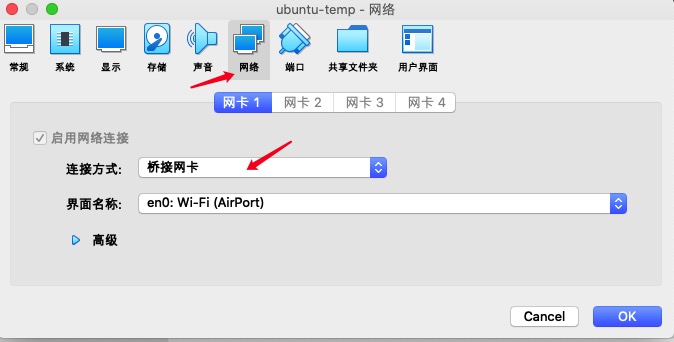 ubuntu-temp - 网络
常规 系统 显示 存储 声音 网络 端口 共享文件夹 用户界面
网卡 1 网卡 2 网卡 3 网卡 4
启用网络连接
连接方式: 桥接网卡
界面名称: en0: Wi-Fi (AirPort)
高级
Cancel OK